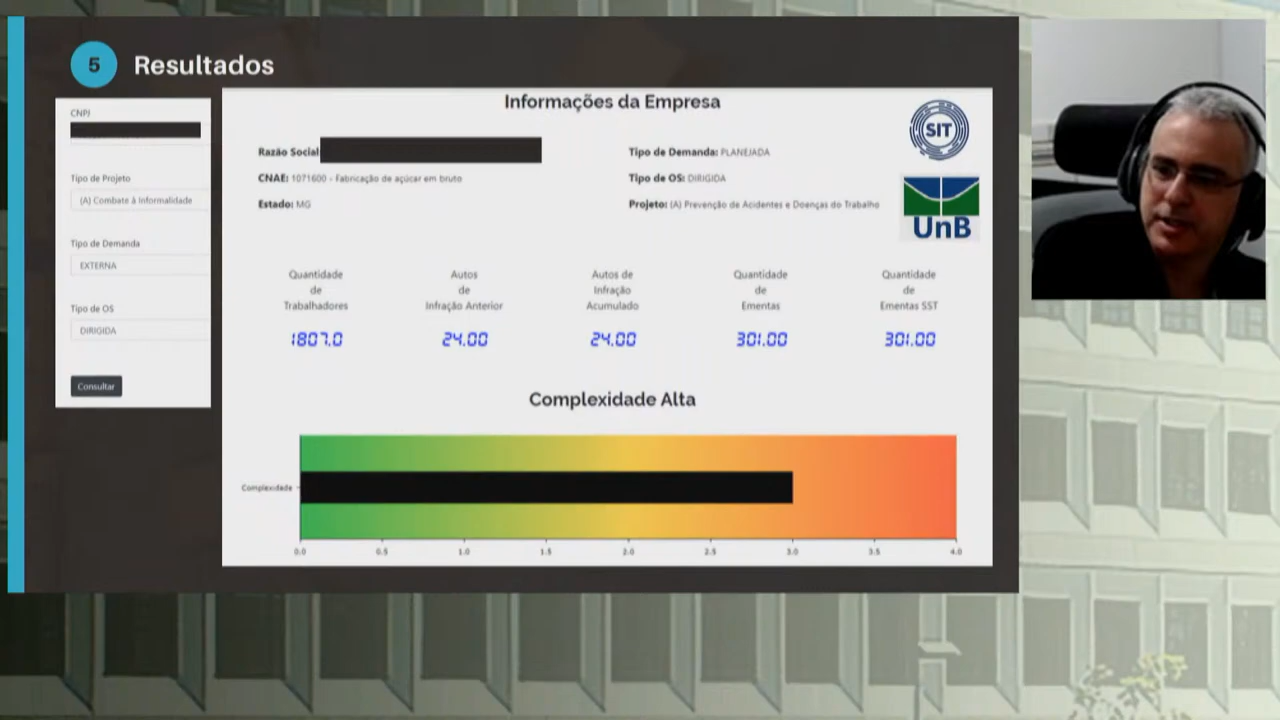 5 Resultados
CNPJ
Tipo de Projeto
(A) Combate à Informalidade
Tipo de Demanda
EXTERNA
Tipo de OS
DIRIGIDA
Consultar
Informações da Empresa
Razão Social
CNAE: 1071600 - Fabricação de açúcar em bruto
Estado: MG
Tipo de Demanda: PLANEJADA
Tipo de OS: DIRIGIDA
Projeto: (A) Prevenção de Acidentes e Doenças do Trabalho
SIT
UnB
Quantidade
de
Trabalhadores
1807.0
Autos
de
Infração Anterior
24.00
Autos de
Infração
Acumulado
24.00
Quantidade
de
Ementas
301.00
Quantidade
de
Ementas SST
301.00
Complexidade Alta
Complexidade
0.0 0.5 1.0 1.5 2.0 2.5 3.0 3.5 4.0